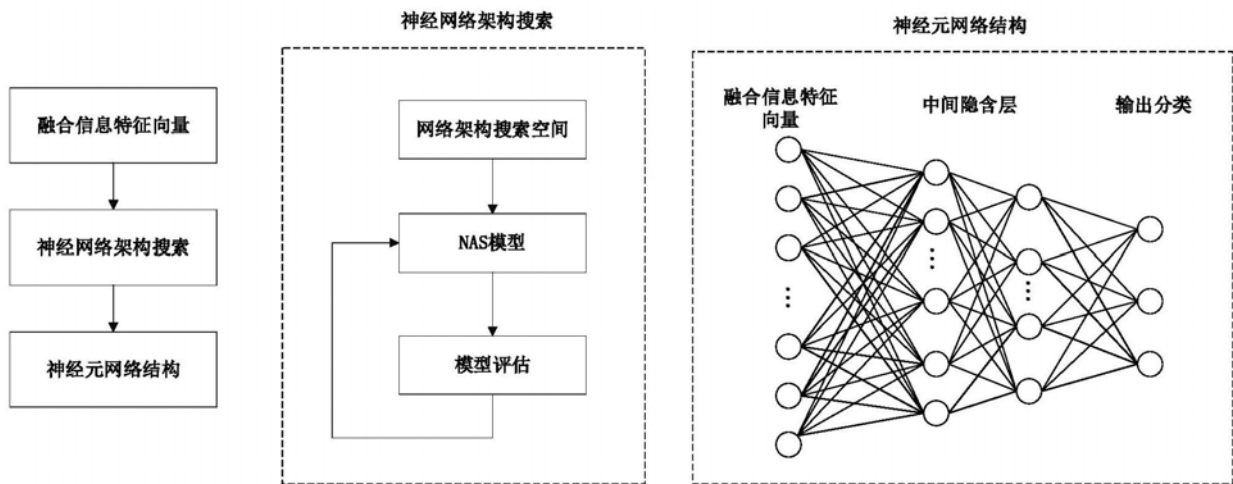 神经网络架构搜索
神经元网络结构
融合信息特征向量
神经网络架构搜索
神经元网络结构
网络架构搜索空间
NAS模型
模型评估
融合信息特征
向量
中间隐含层
输出分类